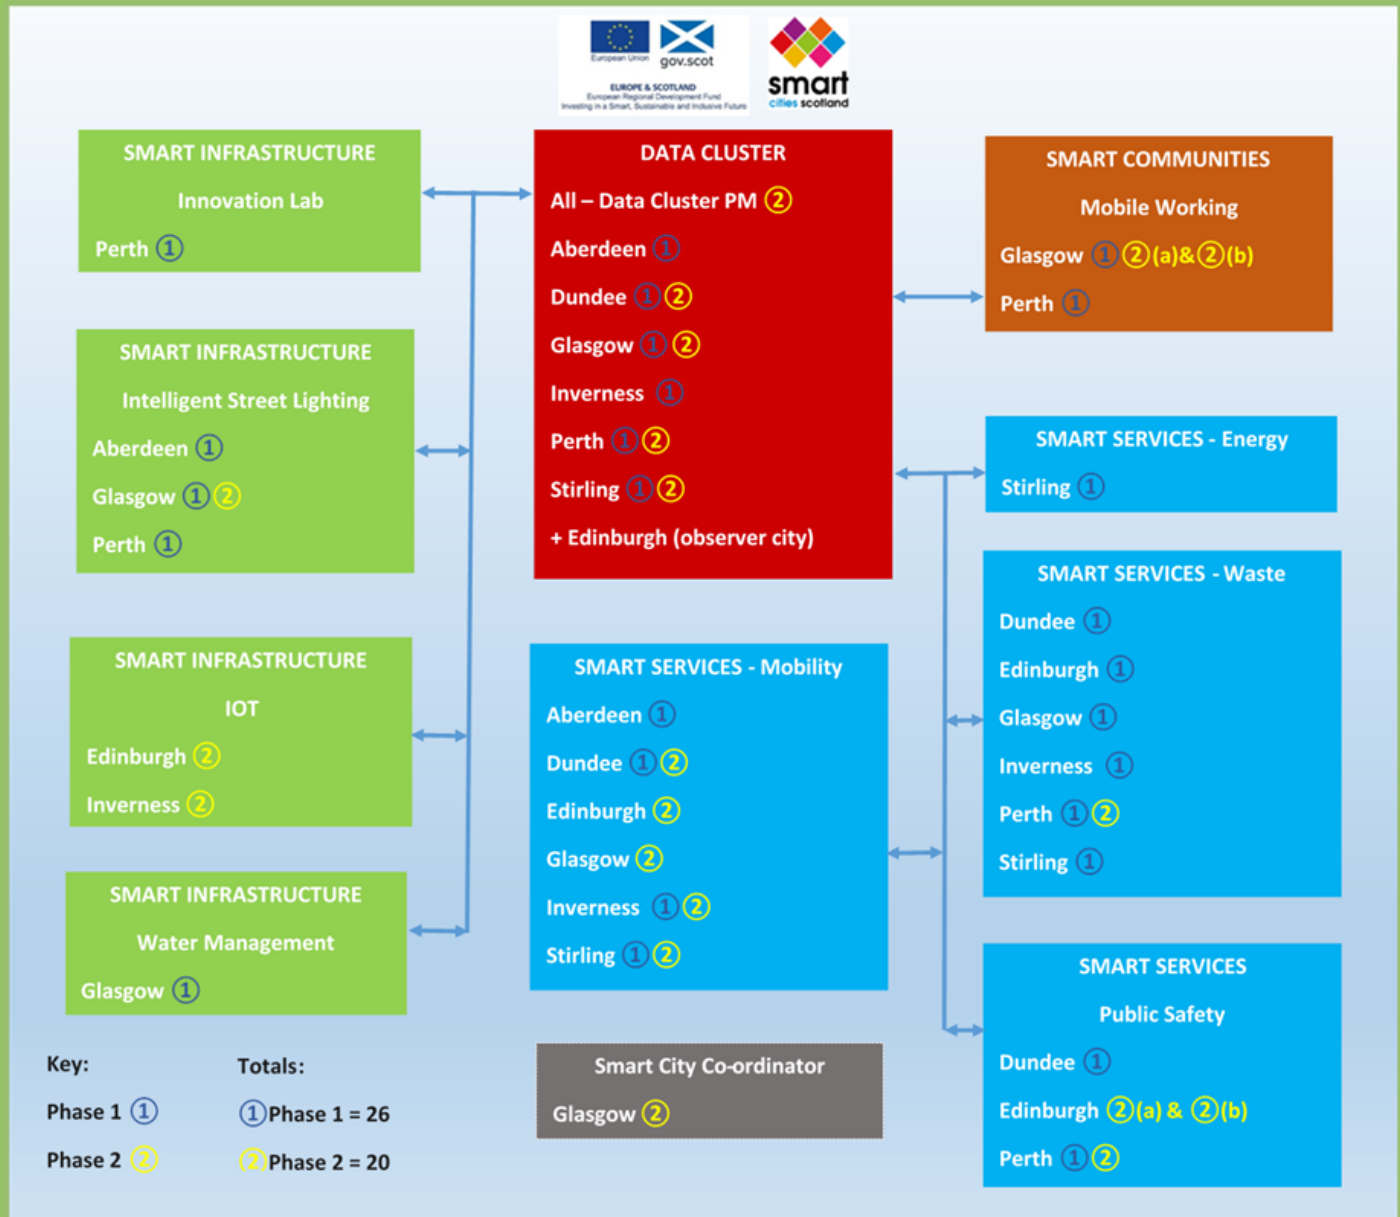 European Union
gov.scot
EUROPE & SCOTLAND
European Regional Development Fund
Investing in a Smart, Sustainable and Inclusive Future
smart
cities scotland
SMART INFRASTRUCTURE
Innovation Lab
Perth ①
SMART INFRASTRUCTURE
Intelligent Street Lighting
Aberdeen ①
Glasgow ① ②
Perth ①
SMART INFRASTRUCTURE
IOT
Edinburgh ②
Inverness ②
SMART INFRASTRUCTURE
Water Management
Glasgow ①
DATA CLUSTER
All – Data Cluster PM ②
Aberdeen ①
Dundee ① ②
Glasgow ① ②
Inverness ①
Perth ① ②
Stirling ① ②
+ Edinburgh (observer city)
SMART SERVICES - Mobility
Aberdeen ①
Dundee ① ②
Edinburgh ②
Glasgow ②
Inverness ① ②
Stirling ① ②
Smart City Co-ordinator
Glasgow ②
SMART COMMUNITIES
Mobile Working
Glasgow ① ②(a)&②(b)
Perth ①
SMART SERVICES - Energy
Stirling ①
SMART SERVICES - Waste
Dundee ①
Edinburgh ①
Glasgow ①
Inverness ①
Perth ① ②
Stirling ①
SMART SERVICES
Public Safety
Dundee ①
Edinburgh ②(a) & ②(b)
Perth ① ②
Key:
Phase 1 ①
Phase 2 ②
Totals:
①Phase 1 = 26
②Phase 2 = 20